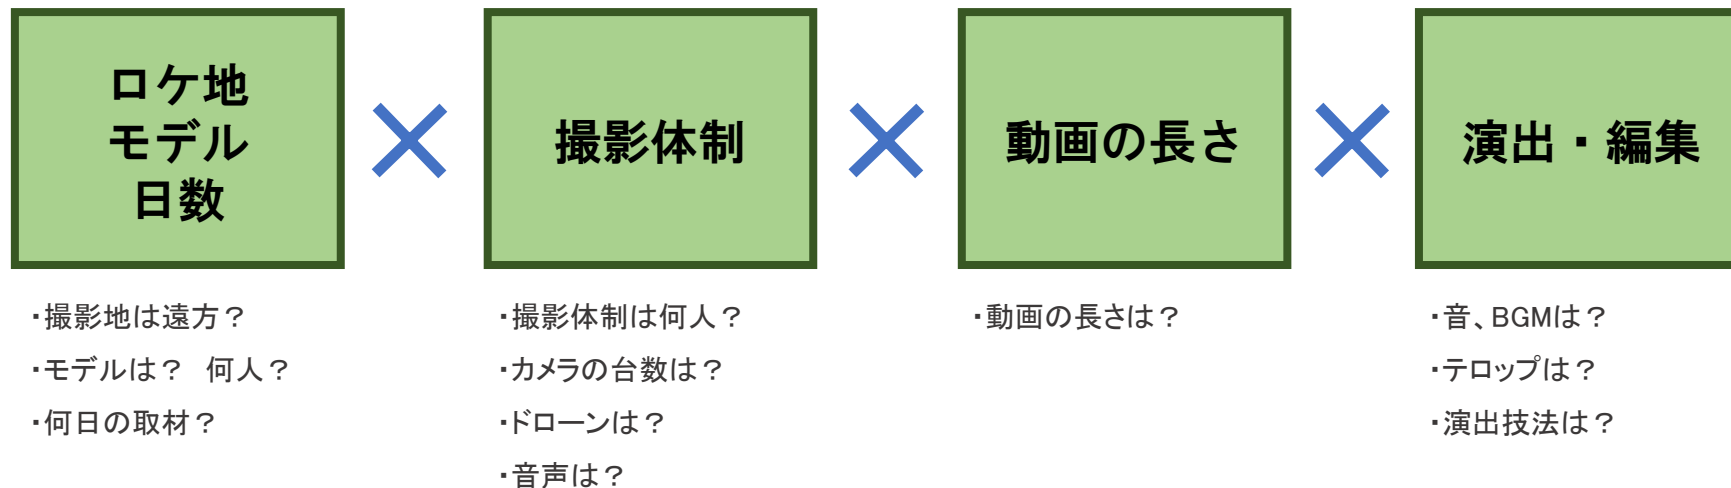 ロケ地
モデル
日数
撮影体制
動画の長さ
演出・編集
・撮影地は遠方？
・モデルは？　何人？
・何日の取材？
・撮影体制は何人？
・カメラの台数は？
・ドローンは？
・音声は？
・動画の長さは？
・音、BGMは？
・テロップは？
・演出技法は？